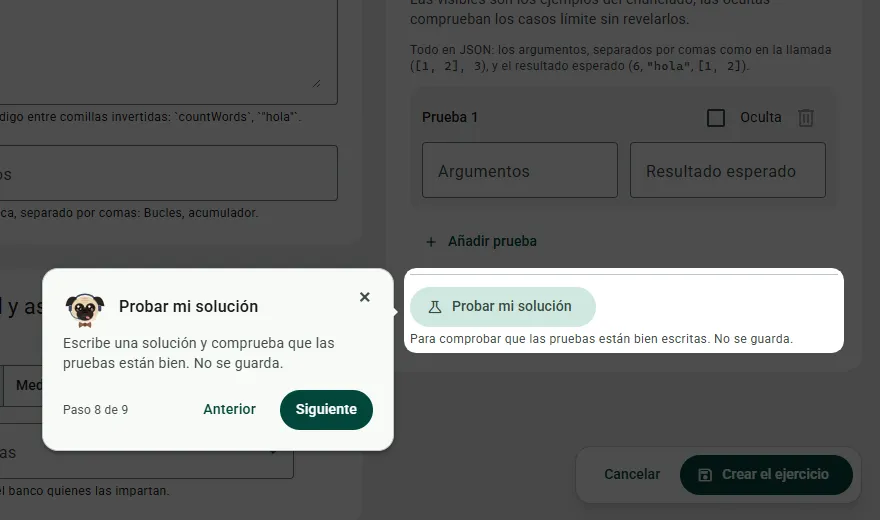 Las visibles son los ejemplos del enunciado, las ocultas
comprueban los casos límite sin revelarlos.
Todo en JSON: los argumentos, separados por comas como en la llamada
([1, 2], 3), y el resultado esperado (6, "hola", [1, 2]).
digo entre comillas invertidas: `countWords`, `"hola"`.
Prueba 1
Oculta
Argumentos
Resultado esperado
os
ca, separado por comas: Bucles, acumulador.
Añadir prueba
Probar mi solución
Escribe una solución y comprueba que las
pruebas están bien. No se guarda.
Paso 8 de 9
Anterior
Siguiente
Probar mi solución
Para comprobar que las pruebas están bien escritas. No se guarda.
y as
Med
as
el banco quienes las impartan.
Cancelar
Crear el ejercicio